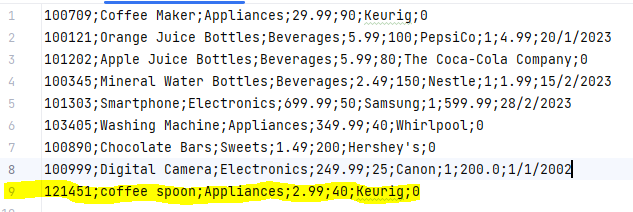 1 100709;Coffee Maker;Appliances;29.99;90;Keurig;0
2 100121;Orange Juice Bottles;Beverages;5.99;100;PepsiCo;1;4.99;20/1/2023
3 101202;Apple Juice Bottles;Beverages;5.99;80;The Coca-Cola Company;0
4 100345;Mineral Water Bottles;Beverages;2.49;150;Nestle;1;1.99;15/2/2023
5 101303;Smartphone;Electronics;699.99;50;Samsung;1;599.99;28/2/2023
6 103405;Washing Machine;Appliances;349.99;40;Whirlpool;0
7 100890;Chocolate Bars;Sweets;1.49;200;Hershey's;0
8 100999;Digital Camera;Electronics;249.99;25;Canon;1;200.0;1/1/2002
9 121451;coffee spoon;Appliances;2.99;40;Keurig;0